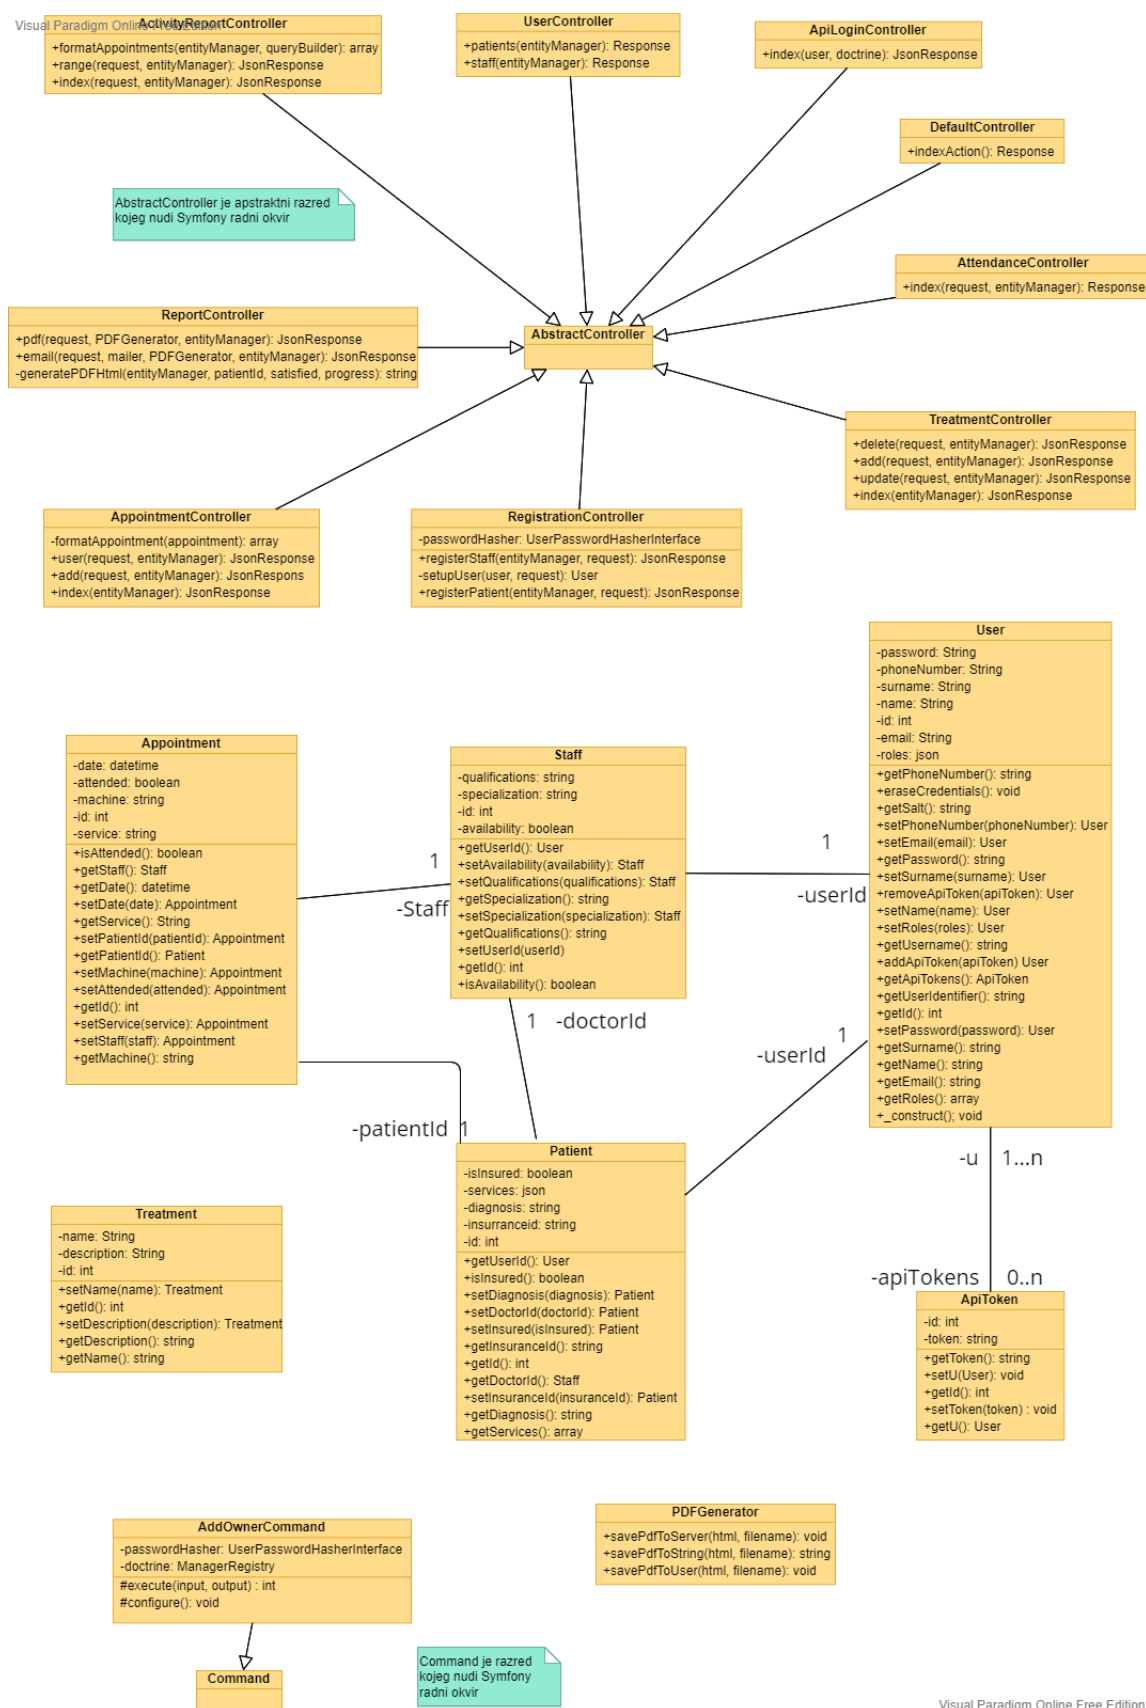 Visual Paradigm Online Free Edition
ActivityReportController
+formatAppointments(entityManager, queryBuilder): array
+range(request, entityManager): JsonResponse
+index(request, entityManager): JsonResponse
UserController
+patients(entityManager): Response
+staff(entityManager): Response
ApiLoginController
+index(user, doctrine): JsonResponse
DefaultController
+indexAction(): Response
AbstractController je apstraktni razred
kojeg nudi Symfony radni okvir
AttendanceController
+index(request, entityManager): Response
ReportController
+pdf(request, PDFGenerator, entityManager): JsonResponse
+email(request, mailer, PDFGenerator, entityManager): JsonResponse
-generatePDFHtml(entityManager, patientId, satisfied, progress): string
AbstractController
TreatmentController
+delete(request, entityManager): JsonResponse
+add(request, entityManager): JsonResponse
+update(request, entityManager): JsonResponse
+index(entityManager): JsonResponse
AppointmentController
-formatAppointment(appointment): array
+user(request, entityManager): JsonResponse
+add(request, entityManager): JsonRespons
+index(entityManager): JsonResponse
RegistrationController
-passwordHasher: UserPasswordHasherInterface
+registerStaff(entityManager, request): JsonResponse
-setupUser(user, request): User
+registerPatient(entityManager, request): JsonResponse
User
-password: String
-phoneNumber: String
-surname: String
-name: String
-id: int
-email: String
-roles: json
+getPhoneNumber(): string
+eraseCredentials(): void
+getSalt(): string
+setPhoneNumber(phoneNumber): User
+setEmail(email): User
+getPassword(): string
+setSurname(surname): User
+removeApiToken(apiToken): User
+setName(name): User
+setRoles(roles): User
+getUsername(): string
+addApiToken(apiToken) User
+getApiTokens(): ApiToken
+getUserIdentifier(): string
+getId(): int
+setPassword(password): User
+getSurname(): string
+getName(): string
+getEmail(): string
+getRoles(): array
+_construct(); void
Appointment
-date: datetime
-attended: boolean
-machine: string
-id: int
-service: string
+isAttended(): boolean
+getStaff(): Staff
+getDate(): datetime
+setDate(date): Appointment
+getService(): String
+setPatientId(patientId): Appointment
+getPatientId(): Patient
+setMachine(machine): Appointment
+setAttended(attended): Appointment
+getId(): int
+setService(service): Appointment
+setStaff(staff): Appointment
+getMachine(): string
1
-Staff
Staff
-qualifications: string
-specialization: string
-id: int
-availability: boolean
+getUserId(): User
+setAvailability(availability): Staff
+setQualifications(qualifications): Staff
+getSpecialization(): string
+setSpecialization(specialization): Staff
+getQualifications(): string
+setUserId(userId)
+getId(): int
+isAvailability(): boolean
1
-userId
1 -doctorId
1
-userId
-patientId 1
Patient
-isInsured: boolean
-services: json
-diagnosis: string
-insurranceid: string
-id: int
+getUserId(): User
+isInsured(): boolean
+setDiagnosis(diagnosis): Patient
+setDoctorId(doctorId): Patient
+setInsured(isInsured): Patient
+getInsuranceId(): string
+getId(): int
+getDoctorId(): Staff
+setInsuranceId(insuranceId): Patient
+getDiagnosis(): string
+getServices(): array
-u 1...n
-apiTokens 0..n
Treatment
-name: String
-description: String
-id: int
+setName(name): Treatment
+getId(): int
+setDescription(description): Treatment
+getDescription(): string
+getName(): string
ApiToken
-id: int
-token: string
+getToken(): string
+setU(User): void
+getId(): int
+setToken(token) : void
+getU(): User
AddOwnerCommand
-passwordHasher: UserPasswordHasherInterface
-doctrine: ManagerRegistry
#execute(input, output) : int
#configure(): void
PDFGenerator
+savePdfToServer(html, filename): void
+savePdfToString(html, filename): string
+savePdfToUser(html, filename): void
Command
Command je razred
kojeg nudi Symfony
radni okvir
Visual Paradigm Online Free Edition